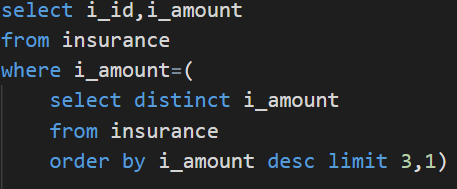 select i_id,i_amount
from insurance
where i_amount=(
select distinct i_amount
from insurance
order by i_amount desc limit 3,1)